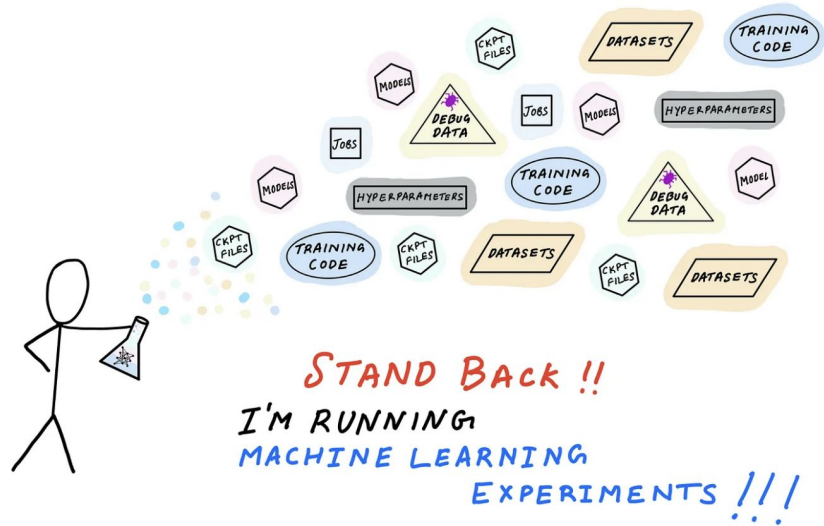 CKPT
FILES
DATASETS
TRAINING
CODE
MODELS
DEBUG
DATA
JOBS
MODELS
HYPERPARAMETERS
JOBS
MODELS
HYPERPARAMETERS
TRAINING
CODE
DEBUG
DATA
MODEL
CKPT
FILES
TRAINING
CODE
CKPT
FILES
DATASETS
CKPT
FILES
DATASETS
STAND BACK !!
I'M RUNNING
MACHINE LEARNING
EXPERIMENTS !!!